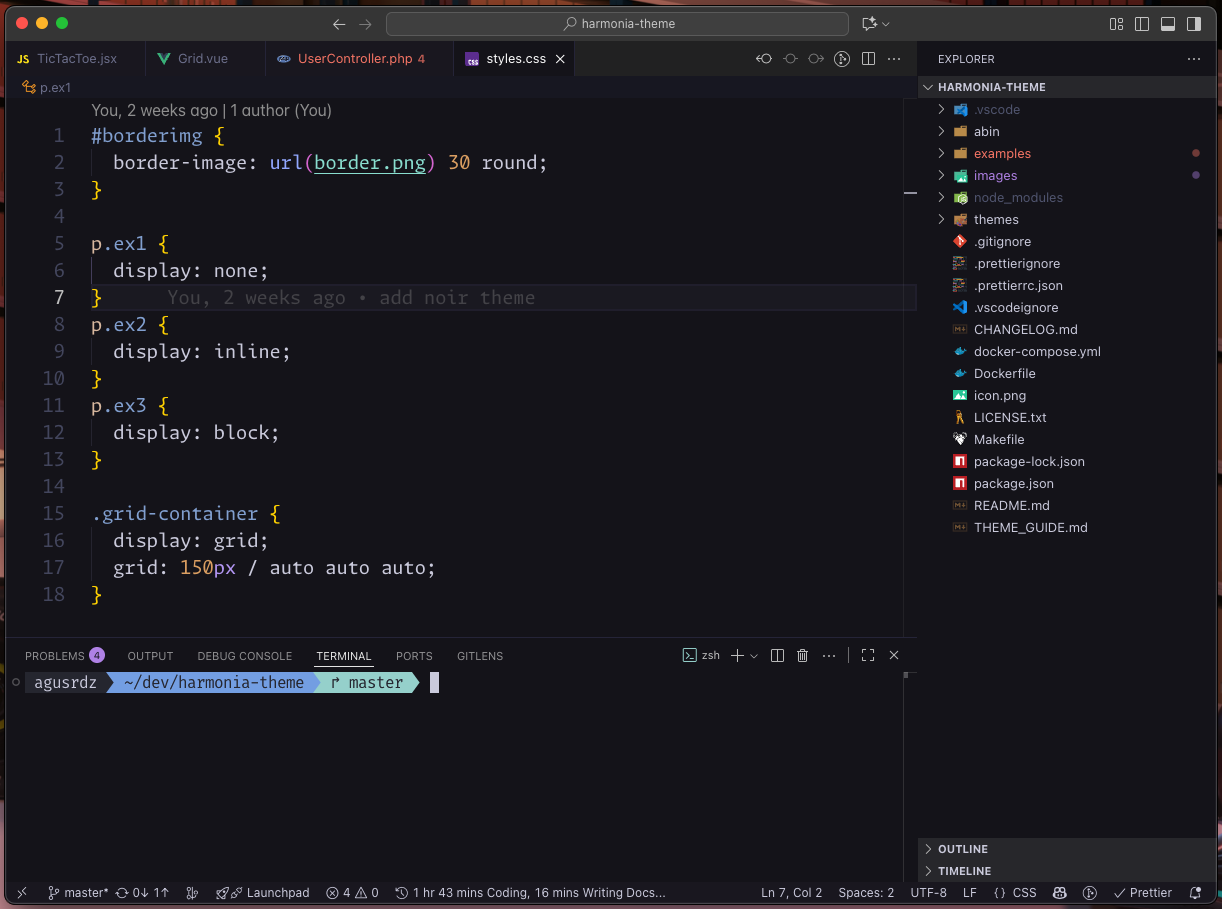 harmonia-theme
JS TicTacToe.jsx
Grid.vue
php UserController.php 4
CSS styles.css
p.ex1
You, 2 weeks ago | 1 author (You)
1 #borderimg {
2 border-image: url(border.png) 30 round;
3 }
4
5 p.ex1 {
6 display: none;
7 } You, 2 weeks ago • add noir theme
8 p.ex2 {
9 display: inline;
10 }
11 p.ex3 {
12 display: block;
13 }
14
15 .grid-container {
16 display: grid;
17 grid: 150px / auto auto auto;
18 }
PROBLEMS 4 OUTPUT DEBUG CONSOLE TERMINAL PORTS GITLENS
zsh
agusrdz ~/dev/harmonia-theme master
EXPLORER
HARMONIA-THEME
.vscode
abin
examples
images
node_modules
themes
.gitignore
.prettierignore
.prettierrc.json
.vscodeignore
CHANGELOG.md
docker-compose.yml
Dockerfile
icon.png
LICENSE.txt
Makefile
package-lock.json
package.json
README.md
THEME_GUIDE.md
OUTLINE
TIMELINE
master* 0↓ 1↑ Launchpad 4 0 1 hr 43 mins Coding, 16 mins Writing Docs... Ln 7, Col 2 Spaces: 2 UTF-8 LF {} CSS Prettier